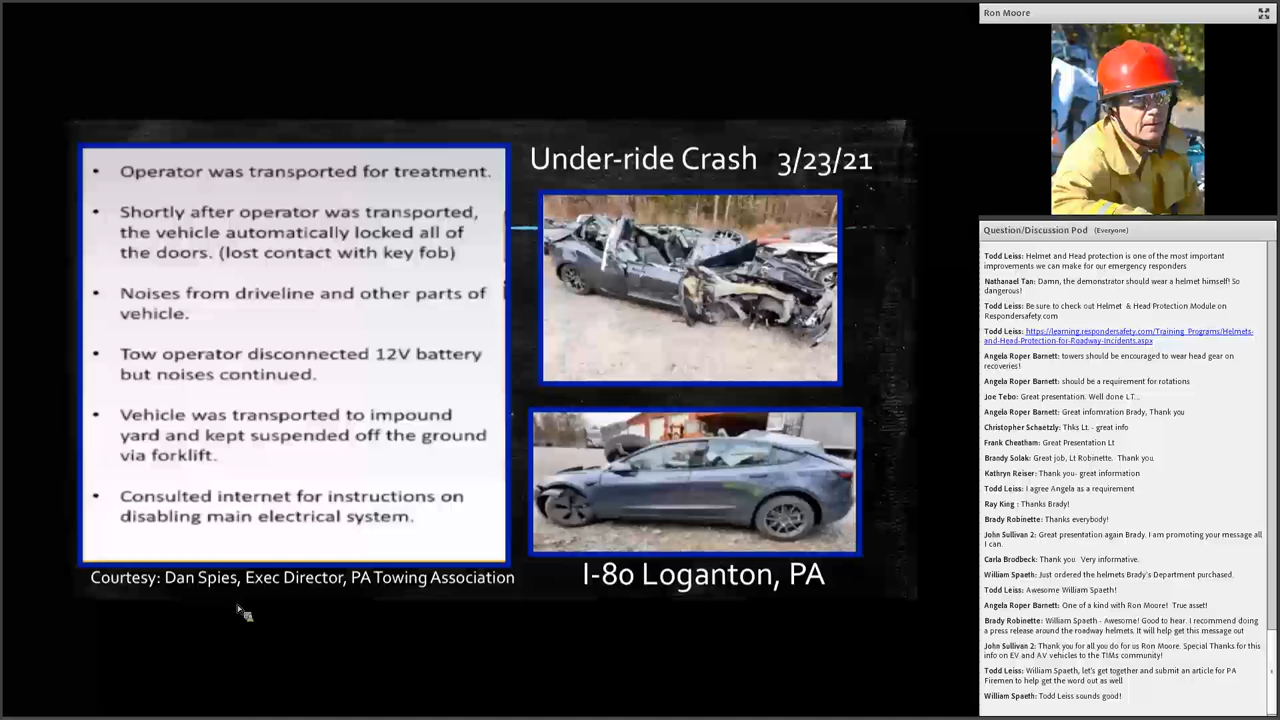 Under-ride Crash 3/23/21
• Operator was transported for treatment.
• Shortly after operator was transported,
the vehicle automatically locked all of
the doors. (lost contact with key fob)
• Noises from driveline and other parts of
vehicle.
• Tow operator disconnected 12V battery
but noises continued.
• Vehicle was transported to impound
yard and kept suspended off the ground
via forklift.
• Consulted internet for instructions on
disabling main electrical system.
Courtesy: Dan Spies, Exec Director, PA Towing Association
I-80 Loganton, PA
Ron Moore
Question/Discussion Pod (Everyone)
Todd Leiss: Helmet and Head protection is one of the most important
improvements we can make for our emergency responders
Nathanael Tan: Damn, the demonstrator should wear a helmet himself! So
dangerous!
Todd Leiss: Be sure to check out Helmet & Head Protection Module on
Respondersafety.com
Todd Leiss: https://learning.respondersafety.com/Training_Programs/Helmets-
and-Head-Protection-for-Roadway-Incidents.aspx
Angela Roper Barnett: towers should be encouraged to wear head gear on
recoveries!
Angela Roper Barnett: should be a requirement for rotations
Joe Tebo: Great presentation. Well done LT...
Angela Roper Barnett: Great infomration Brady, Thank you
Christopher Schaetzly: Thks Lt. - great info
Frank Cheatham: Great Presentation Lt
Brandy Solak: Great job, Lt Robinette. Thank you.
Kathryn Reiser: Thank you- great information
Todd Leiss: I agree Angela as a requirement
Ray King : Thanks Brady!
Brady Robinette: Thanks everybody!
John Sullivan 2: Great presentation again Brady. I am promoting your message all
I can.
Carla Brodbeck: Thank you. Very informative.
William Spaeth: Just ordered the helmets Brady's Department purchased.
Todd Leiss: Awesome William Spaeth!
Angela Roper Barnett: One of a kind with Ron Moore! True asset!
Brady Robinette: William Spaeth - Awesome! Good to hear. I recommend doing
a press release around the roadway helmets. It will help get this message out
John Sullivan 2: Thank you for all you do for us Ron Moore. Special Thanks for this
info on EV and AV vehicles to the TIMs community!
Todd Leiss: William Spaeth, let's get together and submit an article for PA
Firemen to help get the word out as well
William Spaeth: Todd Leiss sounds good!